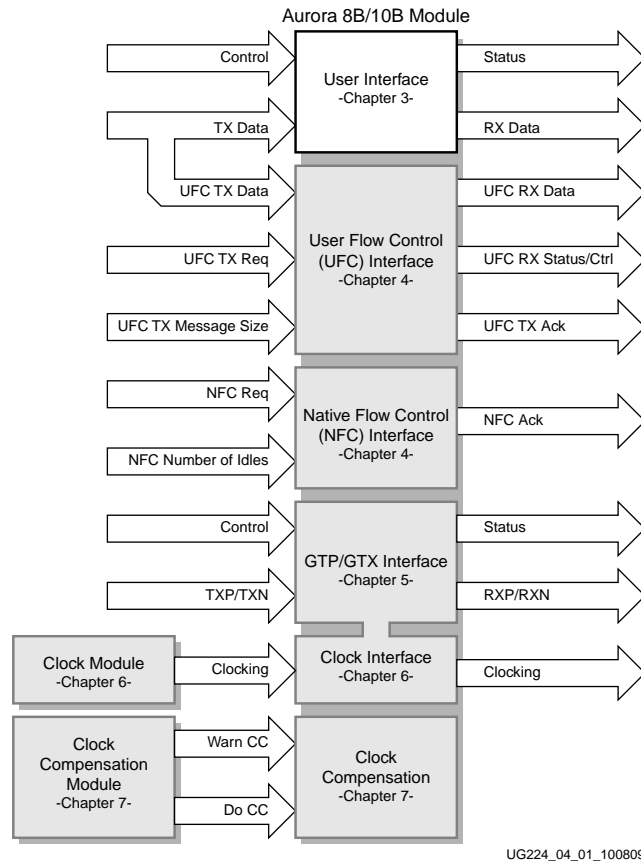 Aurora 8B/10B Module
Control
User Interface
-Chapter 3-
Status
TX Data
RX Data
UFC TX Data
User Flow Control
(UFC) Interface
-Chapter 4-
UFC RX Data
UFC TX Req
UFC RX Status/Ctrl
UFC TX Message Size
UFC TX Ack
NFC Req
Native Flow Control
(NFC) Interface
-Chapter 4-
NFC Ack
NFC Number of Idles
Control
GTP/GTX Interface
-Chapter 5-
Status
TXP/TXN
RXP/RXN
Clock Module
-Chapter 6-
Clocking
Clock Interface
-Chapter 6-
Clocking
Clock
Compensation
Module
-Chapter 7-
Warn CC
Do CC
Clock
Compensation
-Chapter 7-
UG224_04_01_100809